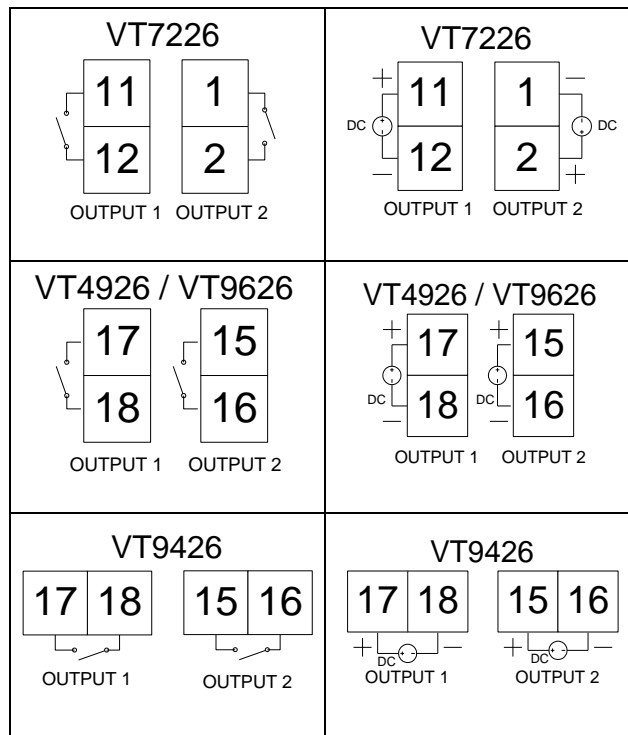 VT7226
11 1
12 2
OUTPUT 1 OUTPUT 2
VT7226
+ 11 1 −
DC DC
− 12 2 +
OUTPUT 1 OUTPUT 2
VT4926 / VT9626
17 15
18 16
OUTPUT 1 OUTPUT 2
VT4926 / VT9626
+ 17 + 15
DC 18 DC 16
− −
OUTPUT 1 OUTPUT 2
VT9426
17 18 15 16
OUTPUT 1 OUTPUT 2
VT9426
17 18 15 16
+ DC − + DC −
OUTPUT 1 OUTPUT 2